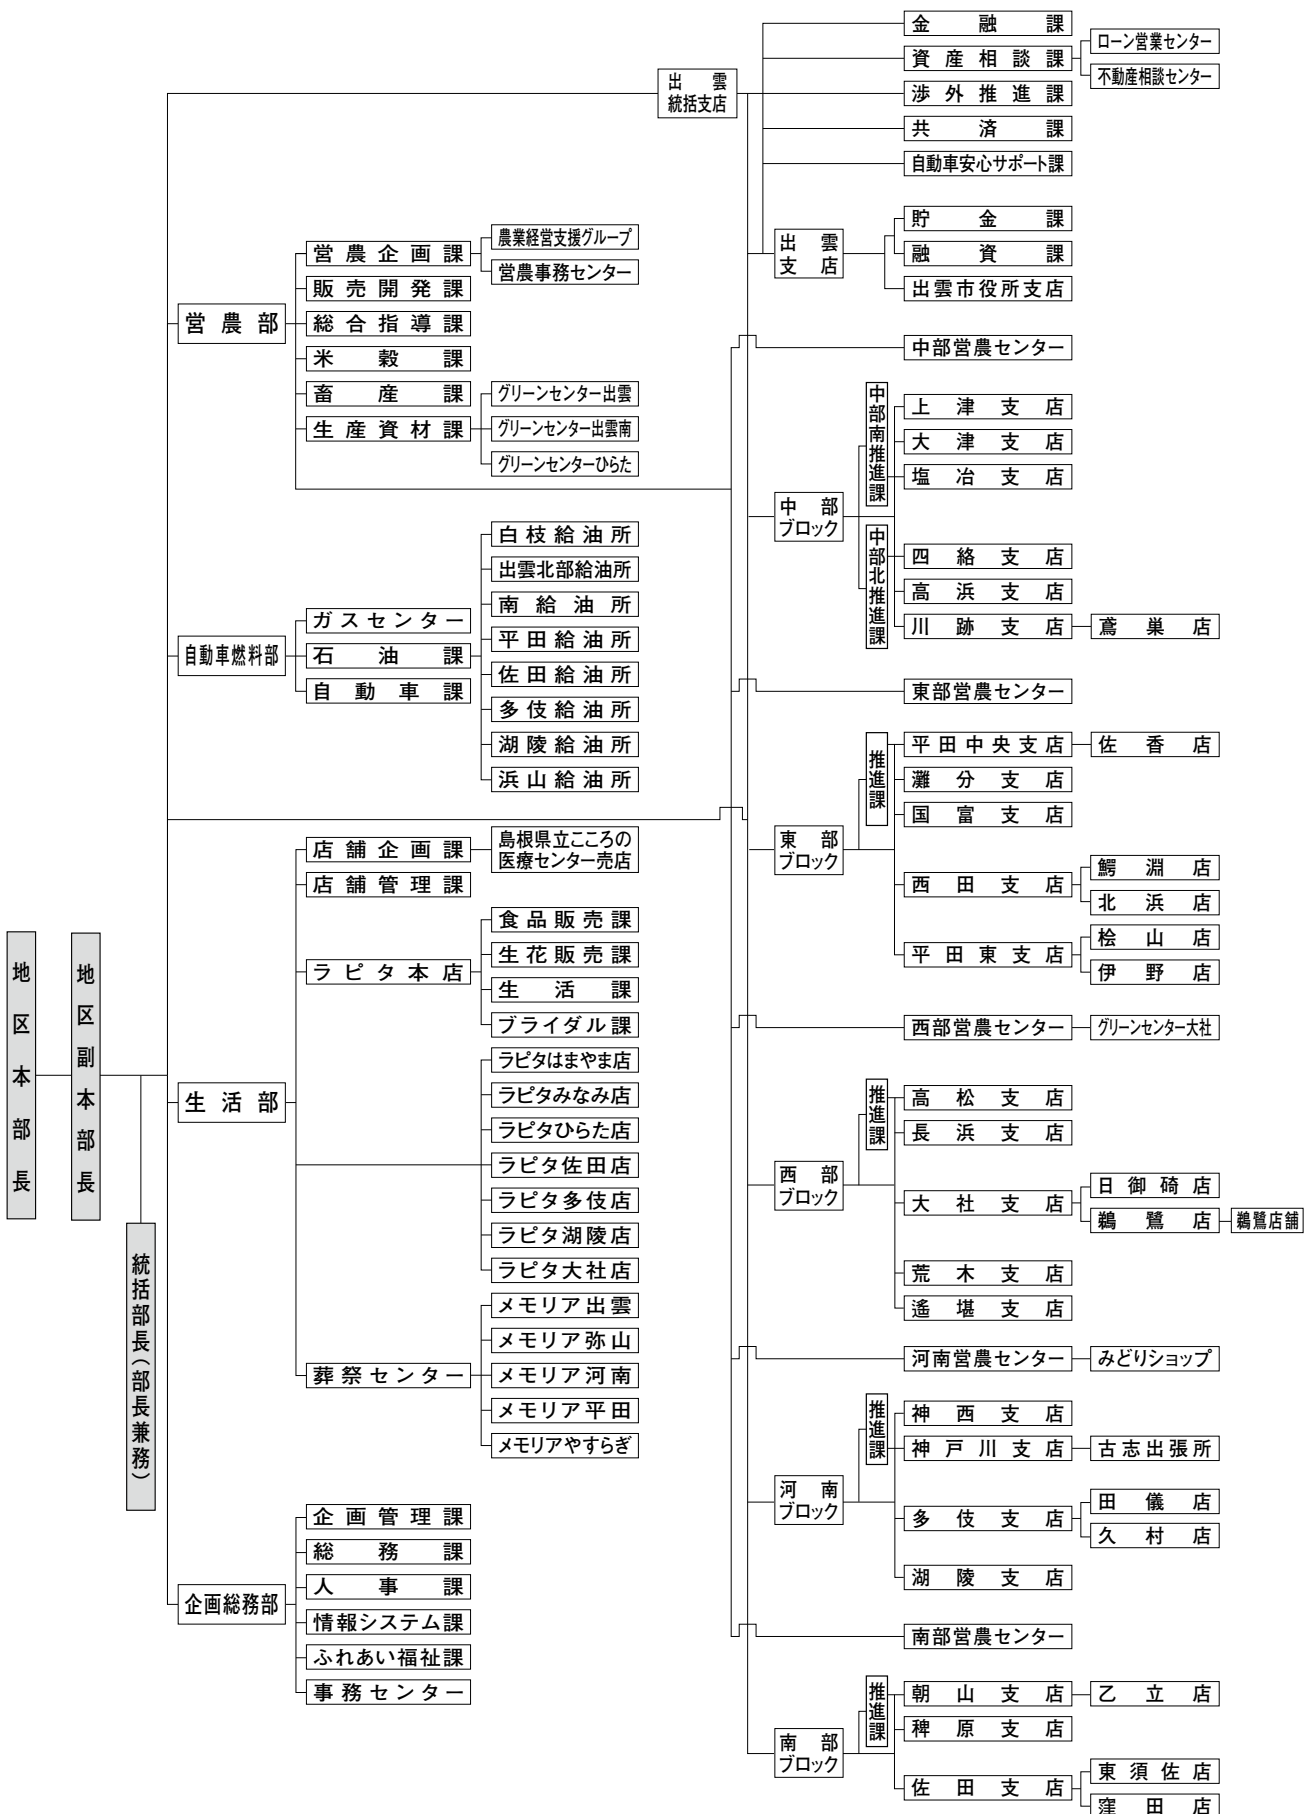 地区本部長
地区副本部長
統括部長(部長兼務)
出雲
統括支店
金融課
資産相談課
ローン営業センター
不動産相談センター
渉外推進課
共済課
自動車安心サポート課
出雲
支店
貯金課
融資課
出雲市役所支店
営農部
営農企画課
農業経営支援グループ
営農事務センター
販売開発課
総合指導課
米穀課
畜産課
生産資材課
グリーンセンター出雲
グリーンセンター出雲南
グリーンセンターひらた
自動車燃料部
ガスセンター
石油課
自動車課
白枝給油所
出雲北部給油所
南給油所
平田給油所
佐田給油所
多伎給油所
湖陵給油所
浜山給油所
生活部
店舗企画課
島根県立こころの
医療センター売店
店舗管理課
ラピタ本店
食品販売課
生花販売課
生活課
ブライダル課
ラピタはまやま店
ラピタみなみ店
ラピタひらた店
ラピタ佐田店
ラピタ多伎店
ラピタ湖陵店
ラピタ大社店
葬祭センター
メモリア出雲
メモリア弥山
メモリア河南
メモリア平田
メモリアやすらぎ
企画総務部
企画管理課
総務課
人事課
情報システム課
ふれあい福祉課
事務センター
中部営農センター
中部
ブロック
中部南推進課
上津支店
大津支店
塩冶支店
中部北推進課
四絡支店
高浜支店
川跡支店
鳶巣店
東部営農センター
東部
ブロック
推進課
平田中央支店
佐香店
灘分支店
国富支店
西田支店
鰐淵店
北浜店
平田東支店
桧山店
伊野店
西部営農センター
グリーンセンター大社
西部
ブロック
推進課
高松支店
長浜支店
大社支店
日御碕店
鵜鷺店
鵜鷺店舗
荒木支店
遙堪支店
河南営農センター
みどりショップ
河南
ブロック
推進課
神西支店
神戸川支店
古志出張所
多伎支店
田儀店
久村店
湖陵支店
南部営農センター
南部
ブロック
推進課
朝山支店
乙立店
稗原支店
佐田支店
東須佐店
窪田店